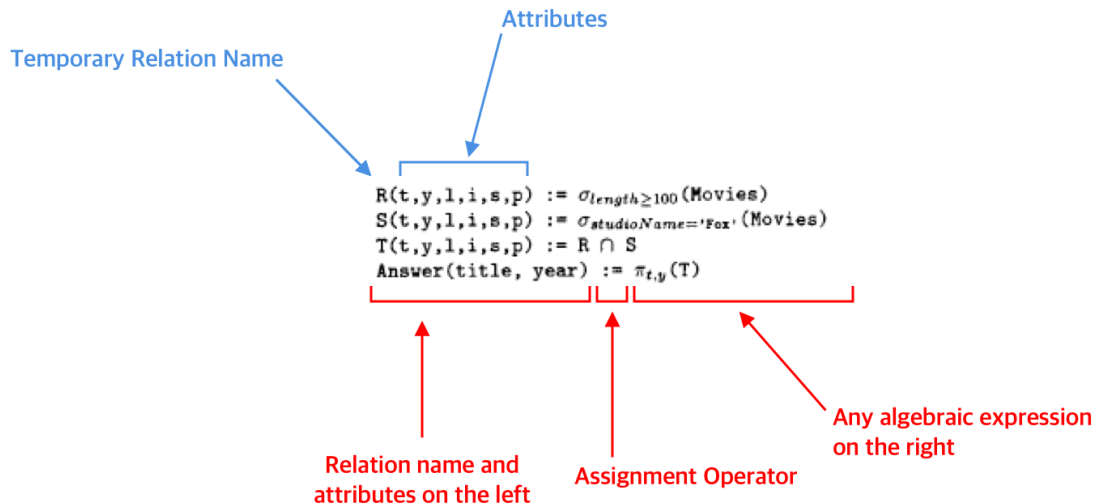 Attributes
Temporary Relation Name
R(t,y,l,i,s,p) := σlength≥100(Movies)
S(t,y,l,i,s,p) := σstudioName='Fox'(Movies)
T(t,y,l,i,s,p) := R ∩ S
Answer(title, year) := πt,y(T)
Any algebraic expression
on the right
Relation name and
attributes on the left
Assignment Operator